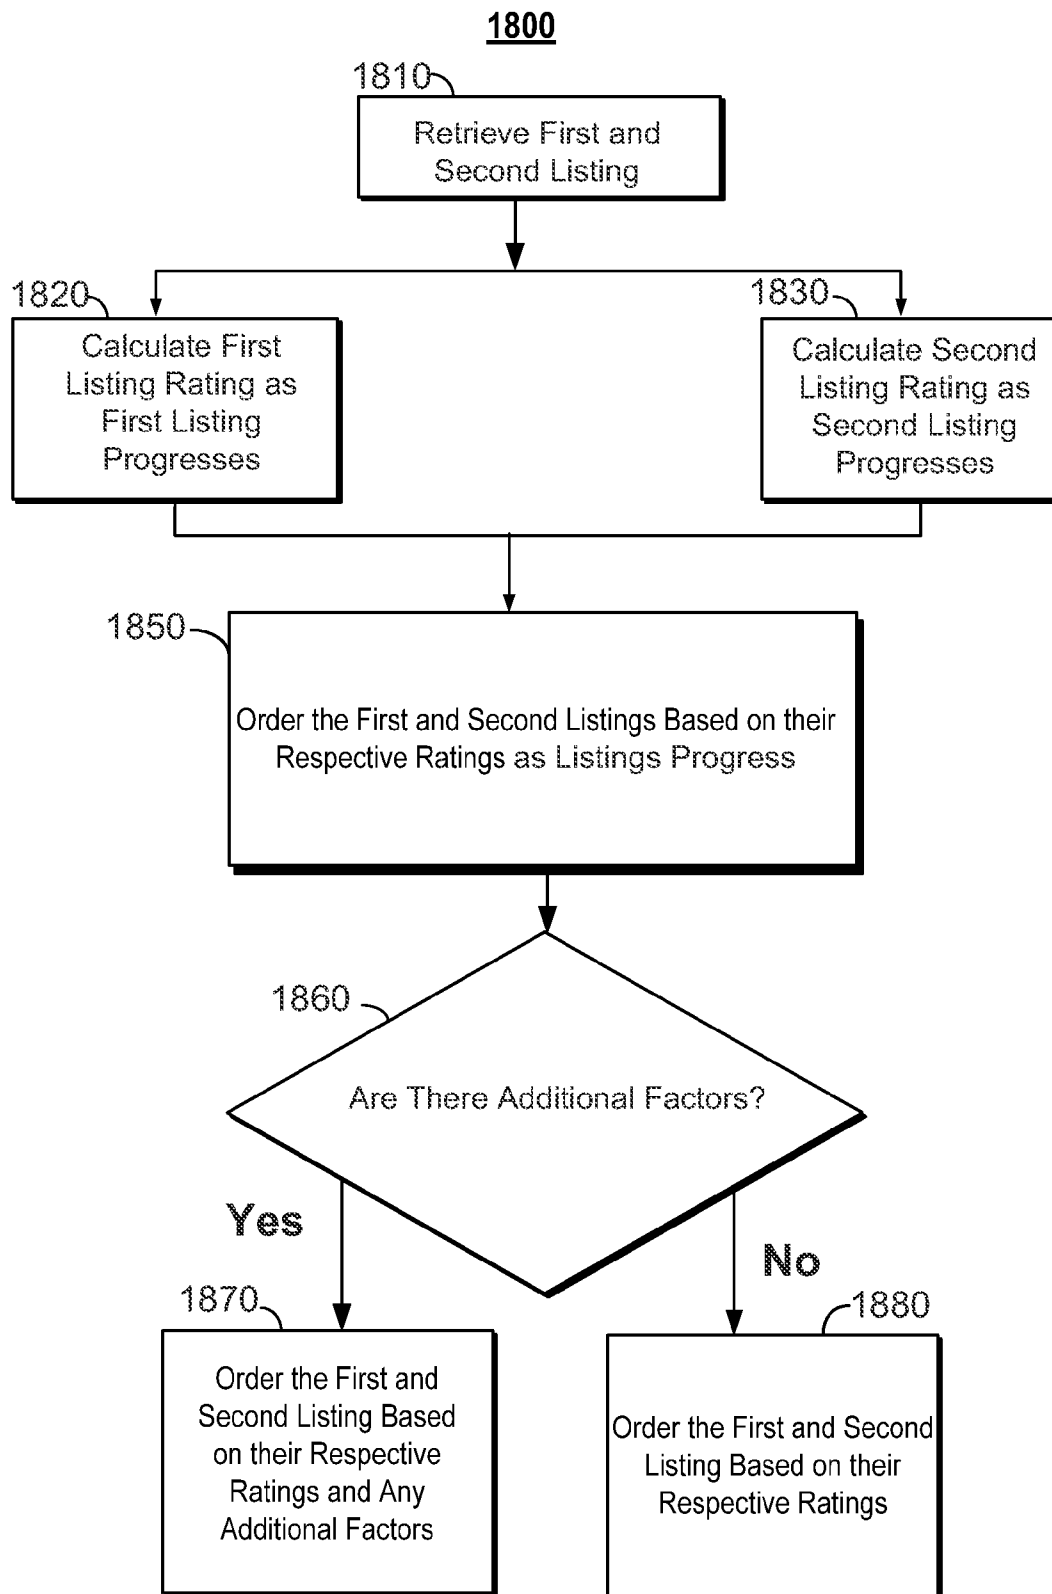 1800
1810
Retrieve First and
Second Listing
1820
Calculate First
Listing Rating as
First Listing
Progresses
1830
Calculate Second
Listing Rating as
Second Listing
Progresses
1850
Order the First and Second Listings Based on their
Respective Ratings as Listings Progress
1860
Are There Additional Factors?
Yes
No
1870
Order the First and
Second Listing Based
on their Respective
Ratings and Any
Additional Factors
1880
Order the First and Second
Listing Based on their
Respective Ratings